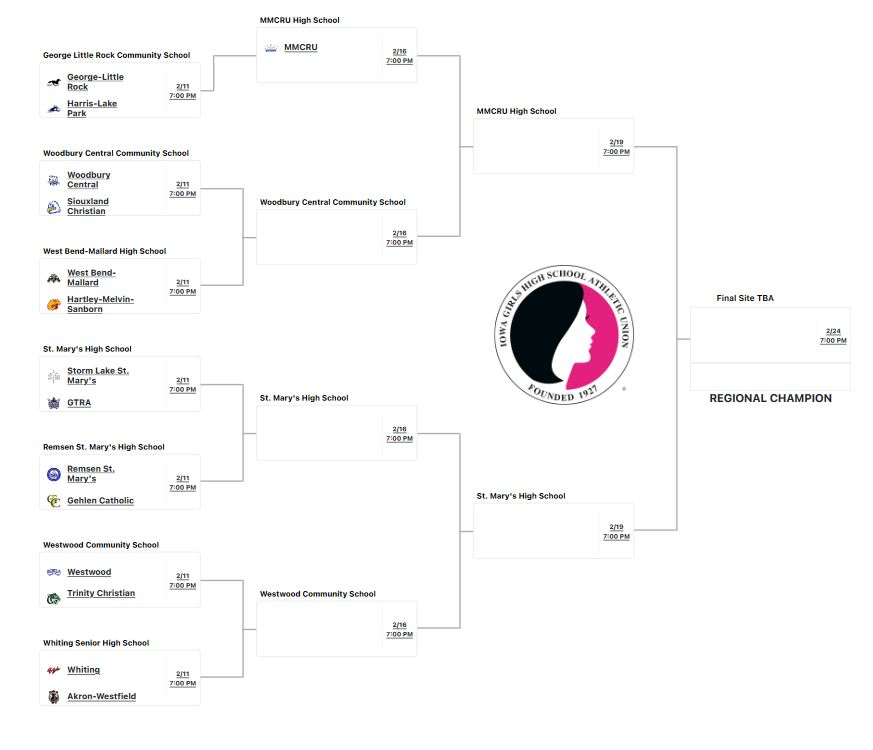 MMCRU High School
MMCRU
2/16
7:00 PM
George Little Rock Community School
George-Little
Rock
2/11
7:00 PM
Harris-Lake
Park
MMCRU High School
2/19
7:00 PM
Woodbury Central Community School
Woodbury
Central
2/11
7:00 PM
Siouxland
Christian
Woodbury Central Community School
2/16
7:00 PM
West Bend-Mallard High School
West Bend-
Mallard
2/11
7:00 PM
Hartley-Melvin-
Sanborn
IOWA GIRLS HIGH SCHOOL ATHLETIC UNION
FOUNDED 1927
®
Final Site TBA
2/24
7:00 PM
REGIONAL CHAMPION
St. Mary's High School
Storm Lake St.
Mary's
2/11
7:00 PM
GTRA
St. Mary's High School
2/16
7:00 PM
Remsen St. Mary's High School
Remsen St.
Mary's
2/11
7:00 PM
Gehlen Catholic
St. Mary's High School
2/19
7:00 PM
Westwood Community School
Westwood
2/11
7:00 PM
Trinity Christian
Westwood Community School
2/16
7:00 PM
Whiting Senior High School
Whiting
2/11
7:00 PM
Akron-Westfield